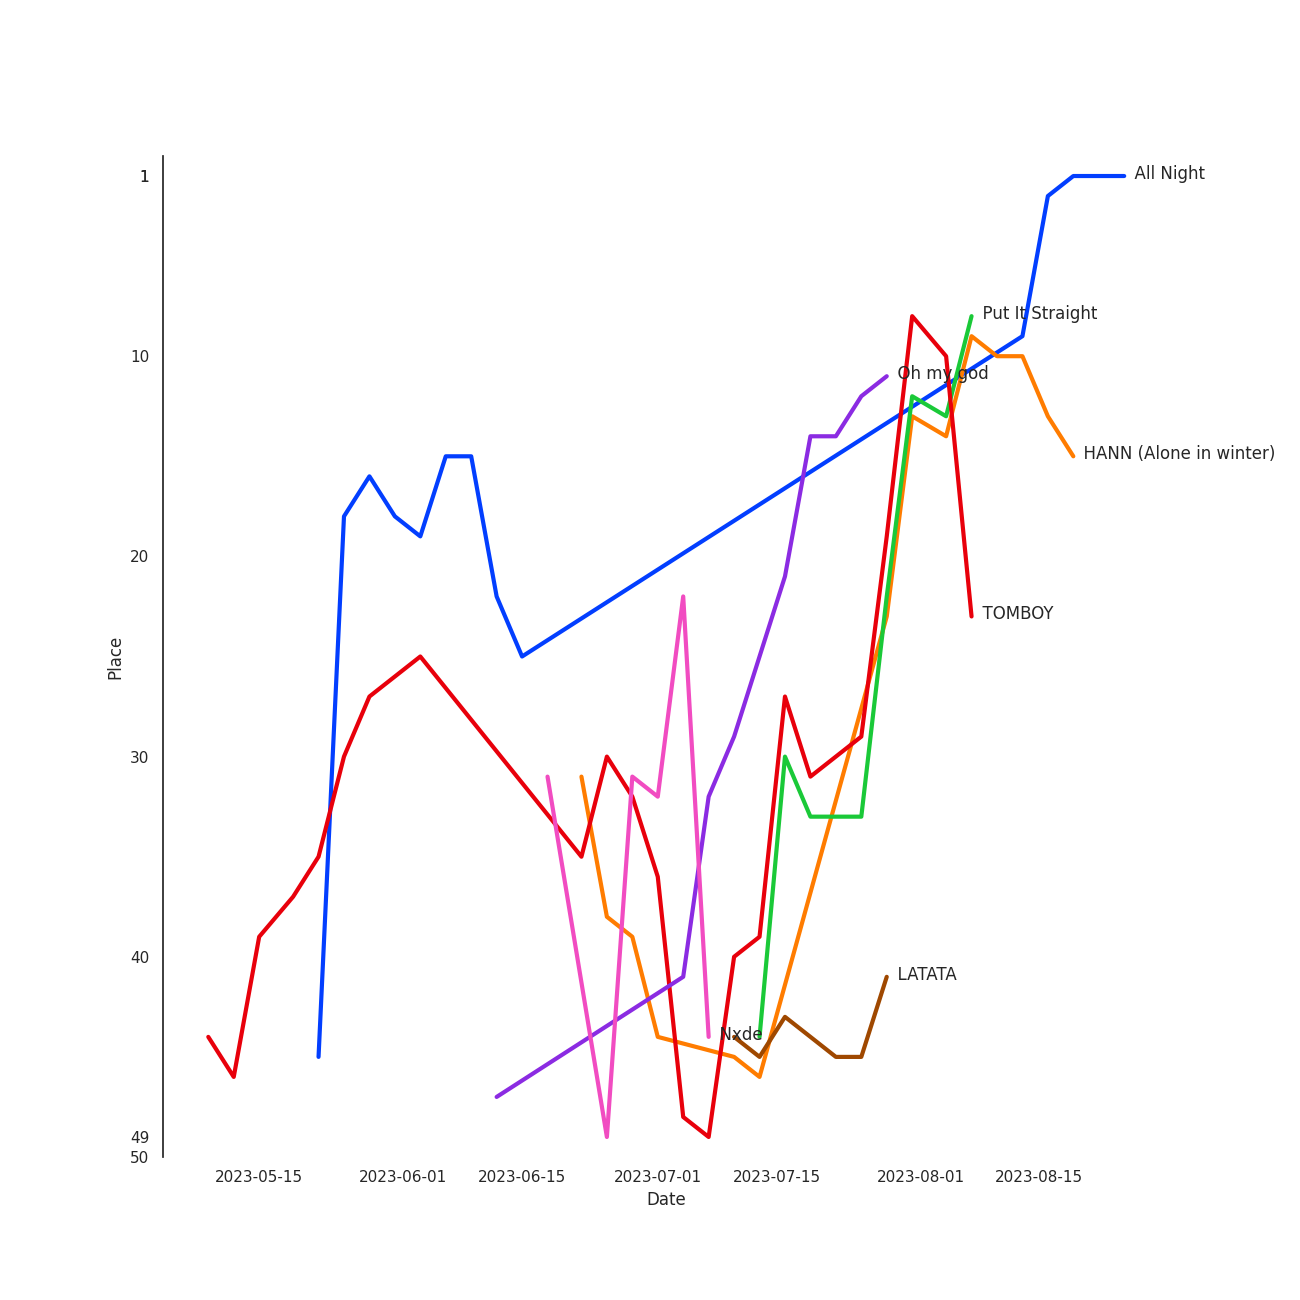 1
All Night
Put It Straight
10
Oh my god
HANN (Alone in winter)
20
TOMBOY
Place
30
40
LATATA
Nxde
49
50
2023-05-15
2023-06-01
2023-06-15
2023-07-01
2023-07-15
2023-08-01
2023-08-15
Date